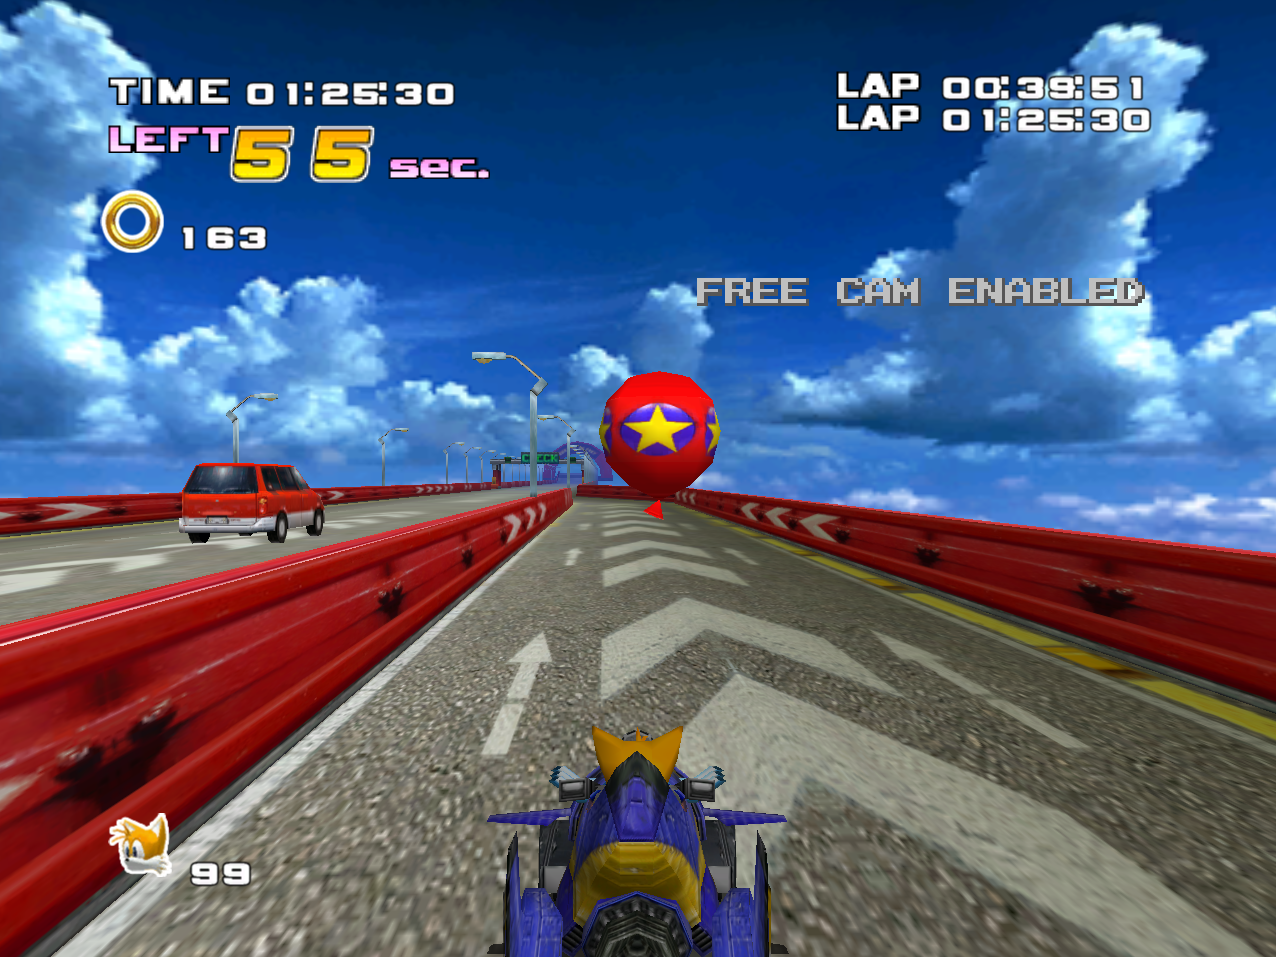 TIME 01:25:30
LEFT 55 sec.
163
LAP 00:39:51
LAP 01:25:30
FREE CAM ENABLED
CHECK
99